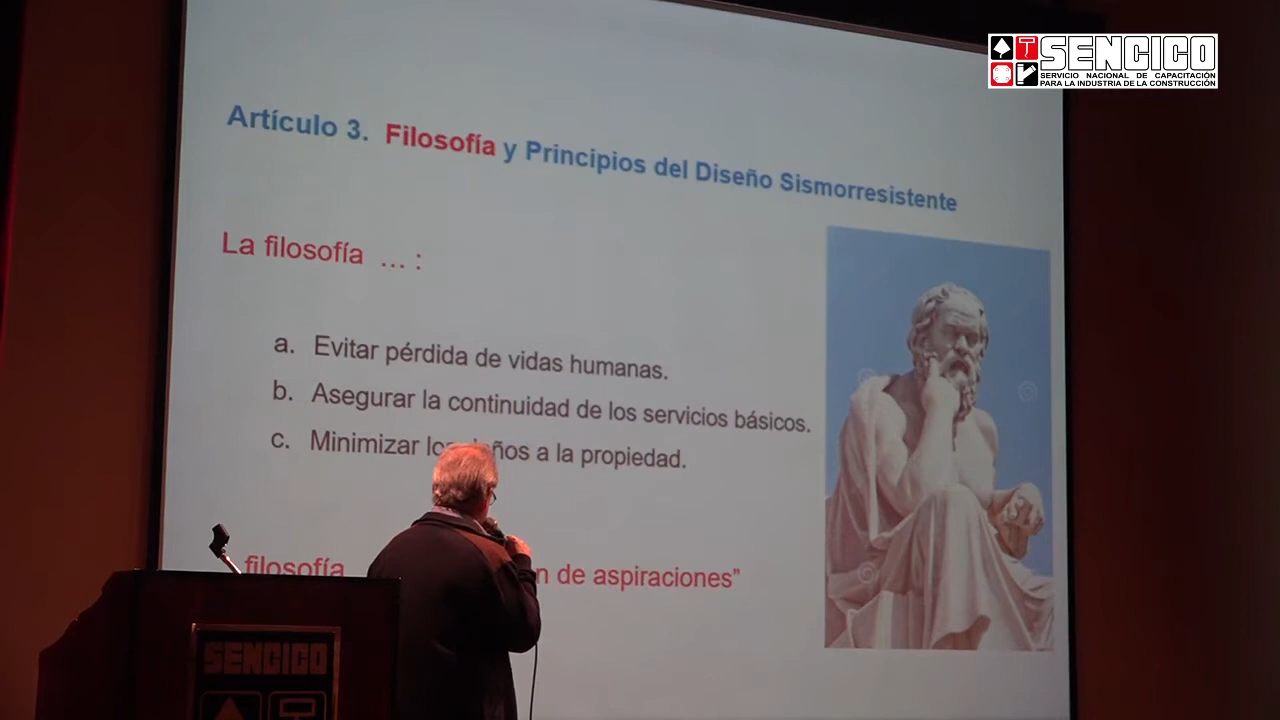 SENCICO
SERVICIO NACIONAL DE CAPACITACIÓN
PARA LA INDUSTRIA DE LA CONSTRUCCIÓN
Artículo 3. Filosofía y Principios del Diseño Sismorresistente
La filosofía ... :
a. Evitar pérdida de vidas humanas.
b. Asegurar la continuidad de los servicios básicos.
c. Minimizar los daños a la propiedad.
filosofía de aspiraciones”
SENCICO